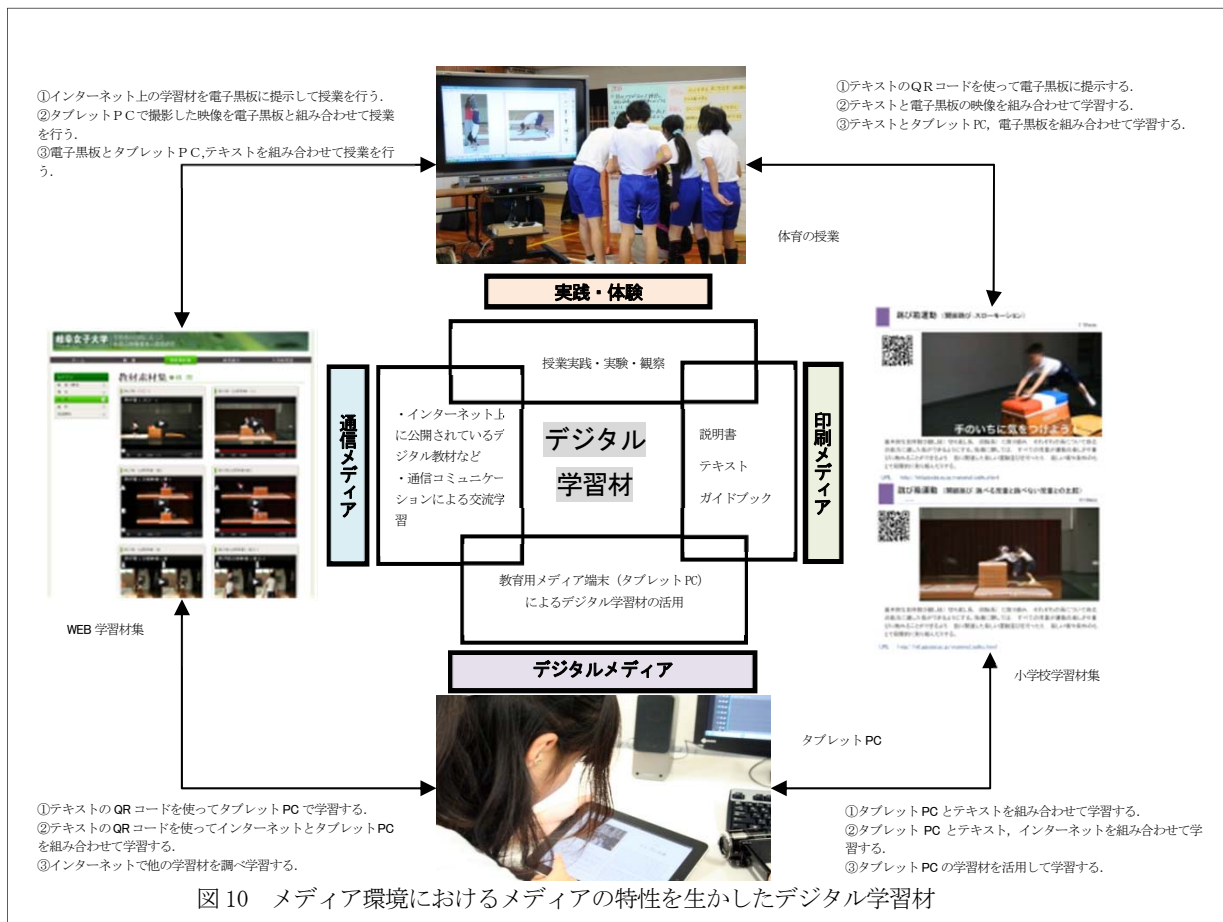 ①インターネット上の学習材を電子黒板に提示して授業を行う.
②タブレットＰＣで撮影した映像を電子黒板と組み合わせて授業
を行う.
③電子黒板とタブレットＰＣ,テキストを組み合わせて授業を行
う.
①テキストのＱＲコードを使って電子黒板に提示する.
②テキストと電子黒板の映像を組み合わせて学習する.
③テキストとタブレットPC，電子黒板を組み合わせて学習する.
体育の授業
実践・体験
授業実践・実験・観察
通信メディア
・インターネット上
に公開されているデ
ジタル教材など
・通信コミュニケー
ションによる交流学
習
デジタル
学習材
説明書
テキスト
ガイドブック
印刷メディア
教育用メディア端末（タブレットPC）
によるデジタル学習材の活用
デジタルメディア
岐阜女子大学
教材素材集
WEB 学習材集
跳び箱運動
手のいちに気をつけよう
跳び箱運動
URL
小学校学習材集
タブレットPC
①テキストのQRコードを使ってタブレットPCで学習する.
②テキストのQRコードを使ってインターネットとタブレットPC
を組み合わせて学習する.
③インターネットで他の学習材を調べ学習する.
①タブレットPCとテキストを組み合わせて学習する.
②タブレット PC とテキスト，インターネットを組み合わせて学
習する.
③タブレットPCの学習材を活用して学習する.
図10　メディア環境におけるメディアの特性を生かしたデジタル学習材